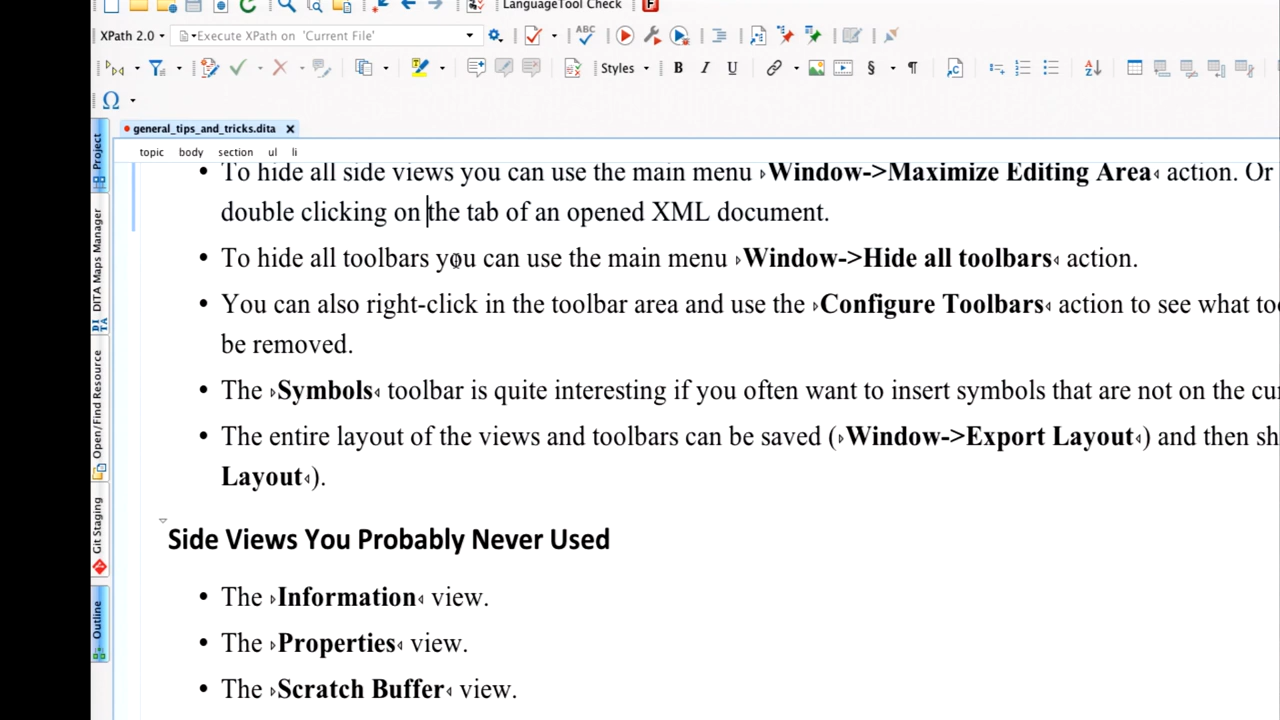 LanguageTool Check
XPath 2.0 Execute XPath on 'Current File'
ABC
Styles B I U § ¶
Ω
general_tips_and_tricks.dita
topic body section ul li
Project
DITA Maps Manager
Open/Find Resource
Git Staging
Outline
• To hide all side views you can use the main menu Window->Maximize Editing Area action. Or
double clicking on the tab of an opened XML document.
• To hide all toolbars you can use the main menu Window->Hide all toolbars action.
• You can also right-click in the toolbar area and use the Configure Toolbars action to see what
be removed.
• The Symbols toolbar is quite interesting if you often want to insert symbols that are not on the
• The entire layout of the views and toolbars can be saved (Window->Export Layout) and then
Layout).
Side Views You Probably Never Used
• The Information view.
• The Properties view.
• The Scratch Buffer view.